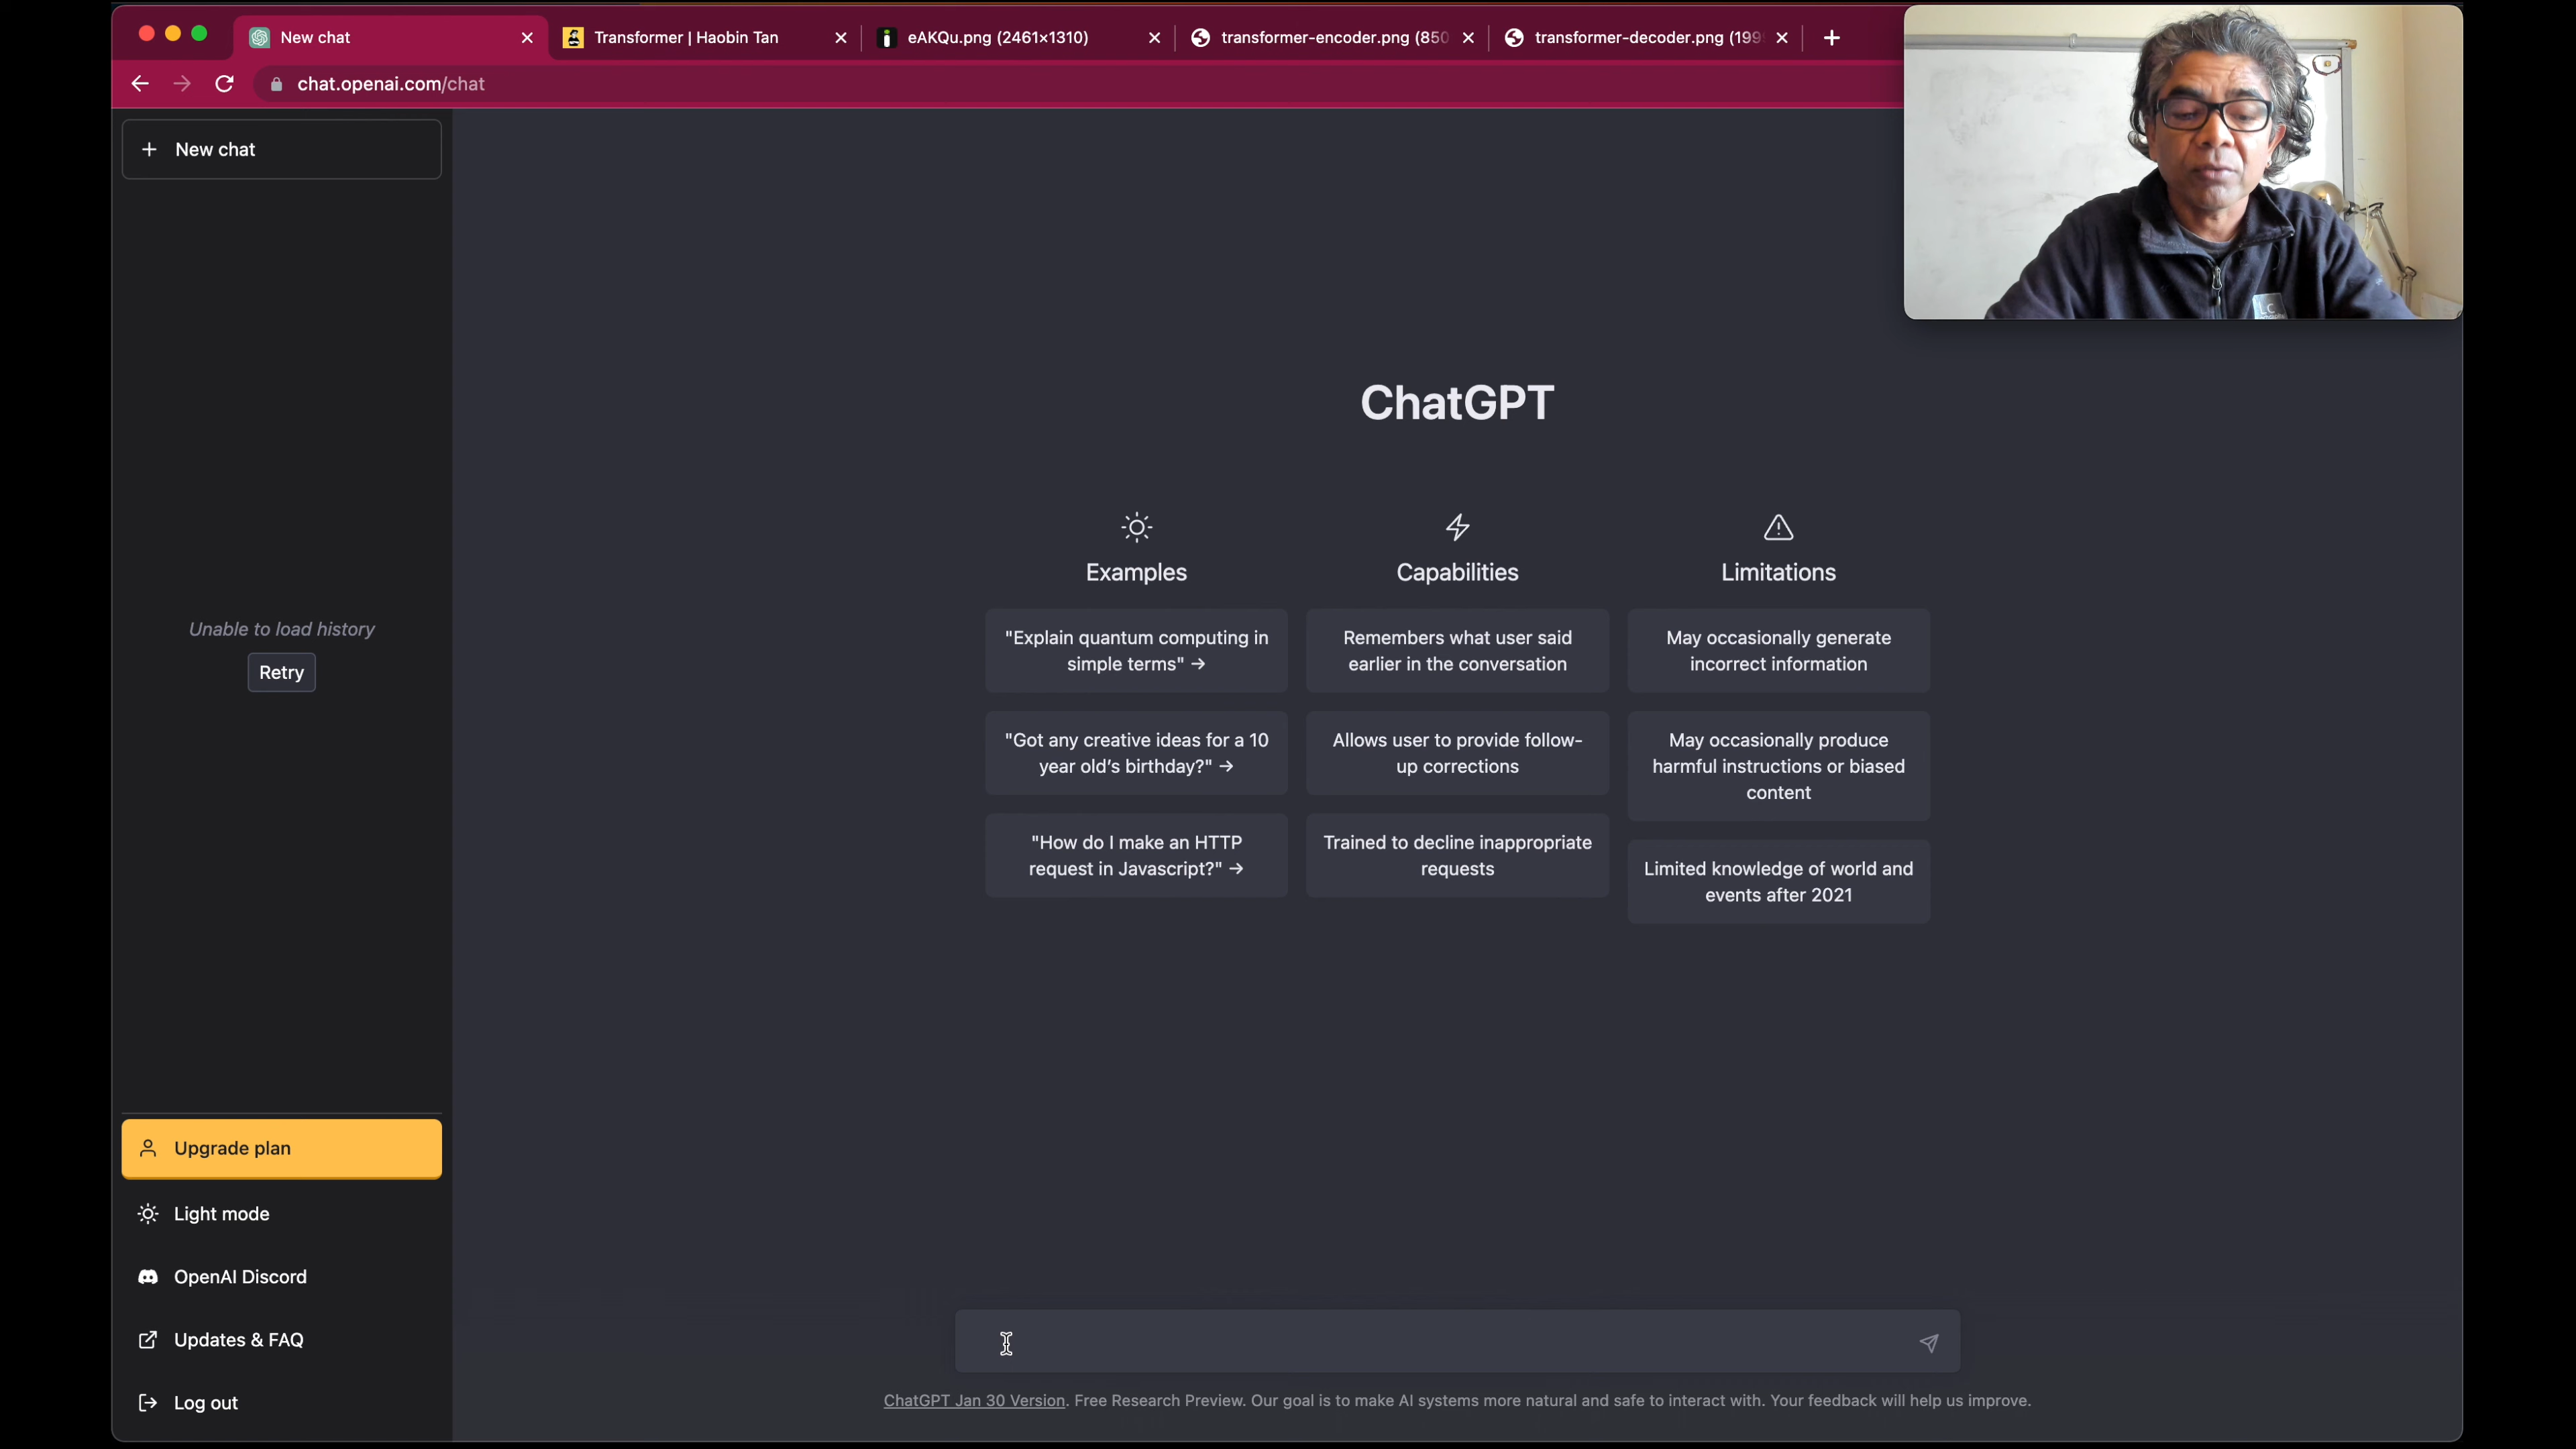 New chat
Transformer | Haobin Tan
eAKQu.png (2461×1310)
transformer-encoder.png (850
transformer-decoder.png (199
chat.openai.com/chat
New chat
Unable to load history
Retry
Upgrade plan
Light mode
OpenAI Discord
Updates & FAQ
Log out
ChatGPT
Examples
"Explain quantum computing in
simple terms" →
"Got any creative ideas for a 10
year old's birthday?" →
"How do I make an HTTP
request in Javascript?" →
Capabilities
Remembers what user said
earlier in the conversation
Allows user to provide follow-
up corrections
Trained to decline inappropriate
requests
Limitations
May occasionally generate
incorrect information
May occasionally produce
harmful instructions or biased
content
Limited knowledge of world and
events after 2021
ChatGPT Jan 30 Version. Free Research Preview. Our goal is to make AI systems more natural and safe to interact with. Your feedback will help us improve.
LC